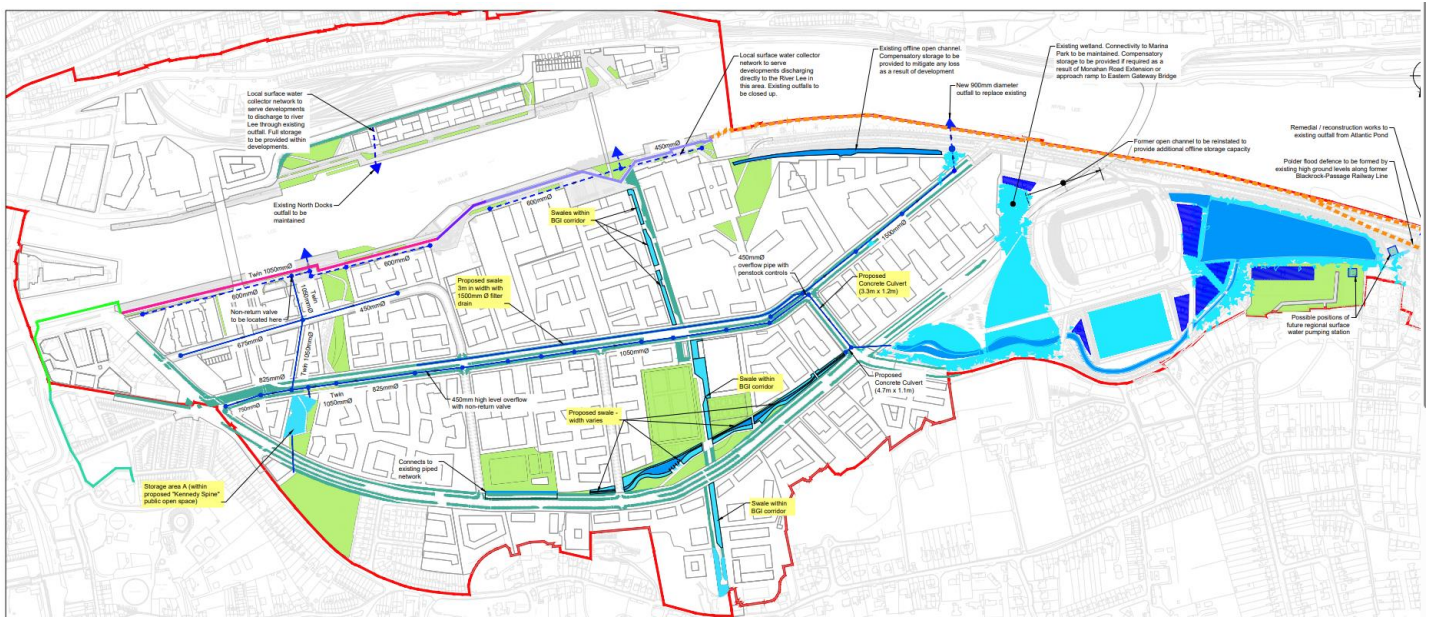 Local surface water
collector network to
serve developments
to discharge to river
Lee through existing
outfall. Full storage
to be provided within
developments.
Local surface water collector
network to serve
developments discharging
directly to the River Lee in
this area. Existing outfalls
to be closed up.
Existing offline open channel.
Compensatory storage to be
provided to mitigate any loss
as a result of development
Existing wetland. Connectivity to Marina
Park to be maintained. Compensatory
storage to be provided if required as a
result of Monahan Road Extension or
approach ramp to Eastern Gateway Bridge
New 900mm diameter
outfall to replace existing
Remedial / reconstruction works to
existing outfall from Atlantic Pond
Former open channel to be reinstated to
provide additional offline storage capacity
Polder flood defence to be formed by
existing high ground levels along former
Blackrock-Passage Railway Line
450mmØ
600mmØ
Existing North Docks
outfall to be
maintained
Swales within
BGI corridor
1500mmØ
Twin 1050mmØ
600mmØ
600mmØ
Twin
1050mmØ
Non-return valve
to be located here
450mmØ
675mmØ
Twin 1050mmØ
Proposed swale
3m in width with
1500mm Ø filter
drain
450mmØ
overflow pipe with
penstock controls
Proposed
Concrete Culvert
(3.3m x 1.2m)
Possible positions of
future regional surface
water pumping station
1050mmØ
825mmØ
825mmØ
Twin
1050mmØ
750mmØ
450mm high level overflow
with non-return valve
Swale within
BGI corridor
Proposed
Concrete Culvert
(4.7m x 1.1m)
Proposed swale -
width varies
Connects to
existing piped
network
Storage area A (within
proposed "Kennedy Spine"
public open space)
Swale within
BGI corridor